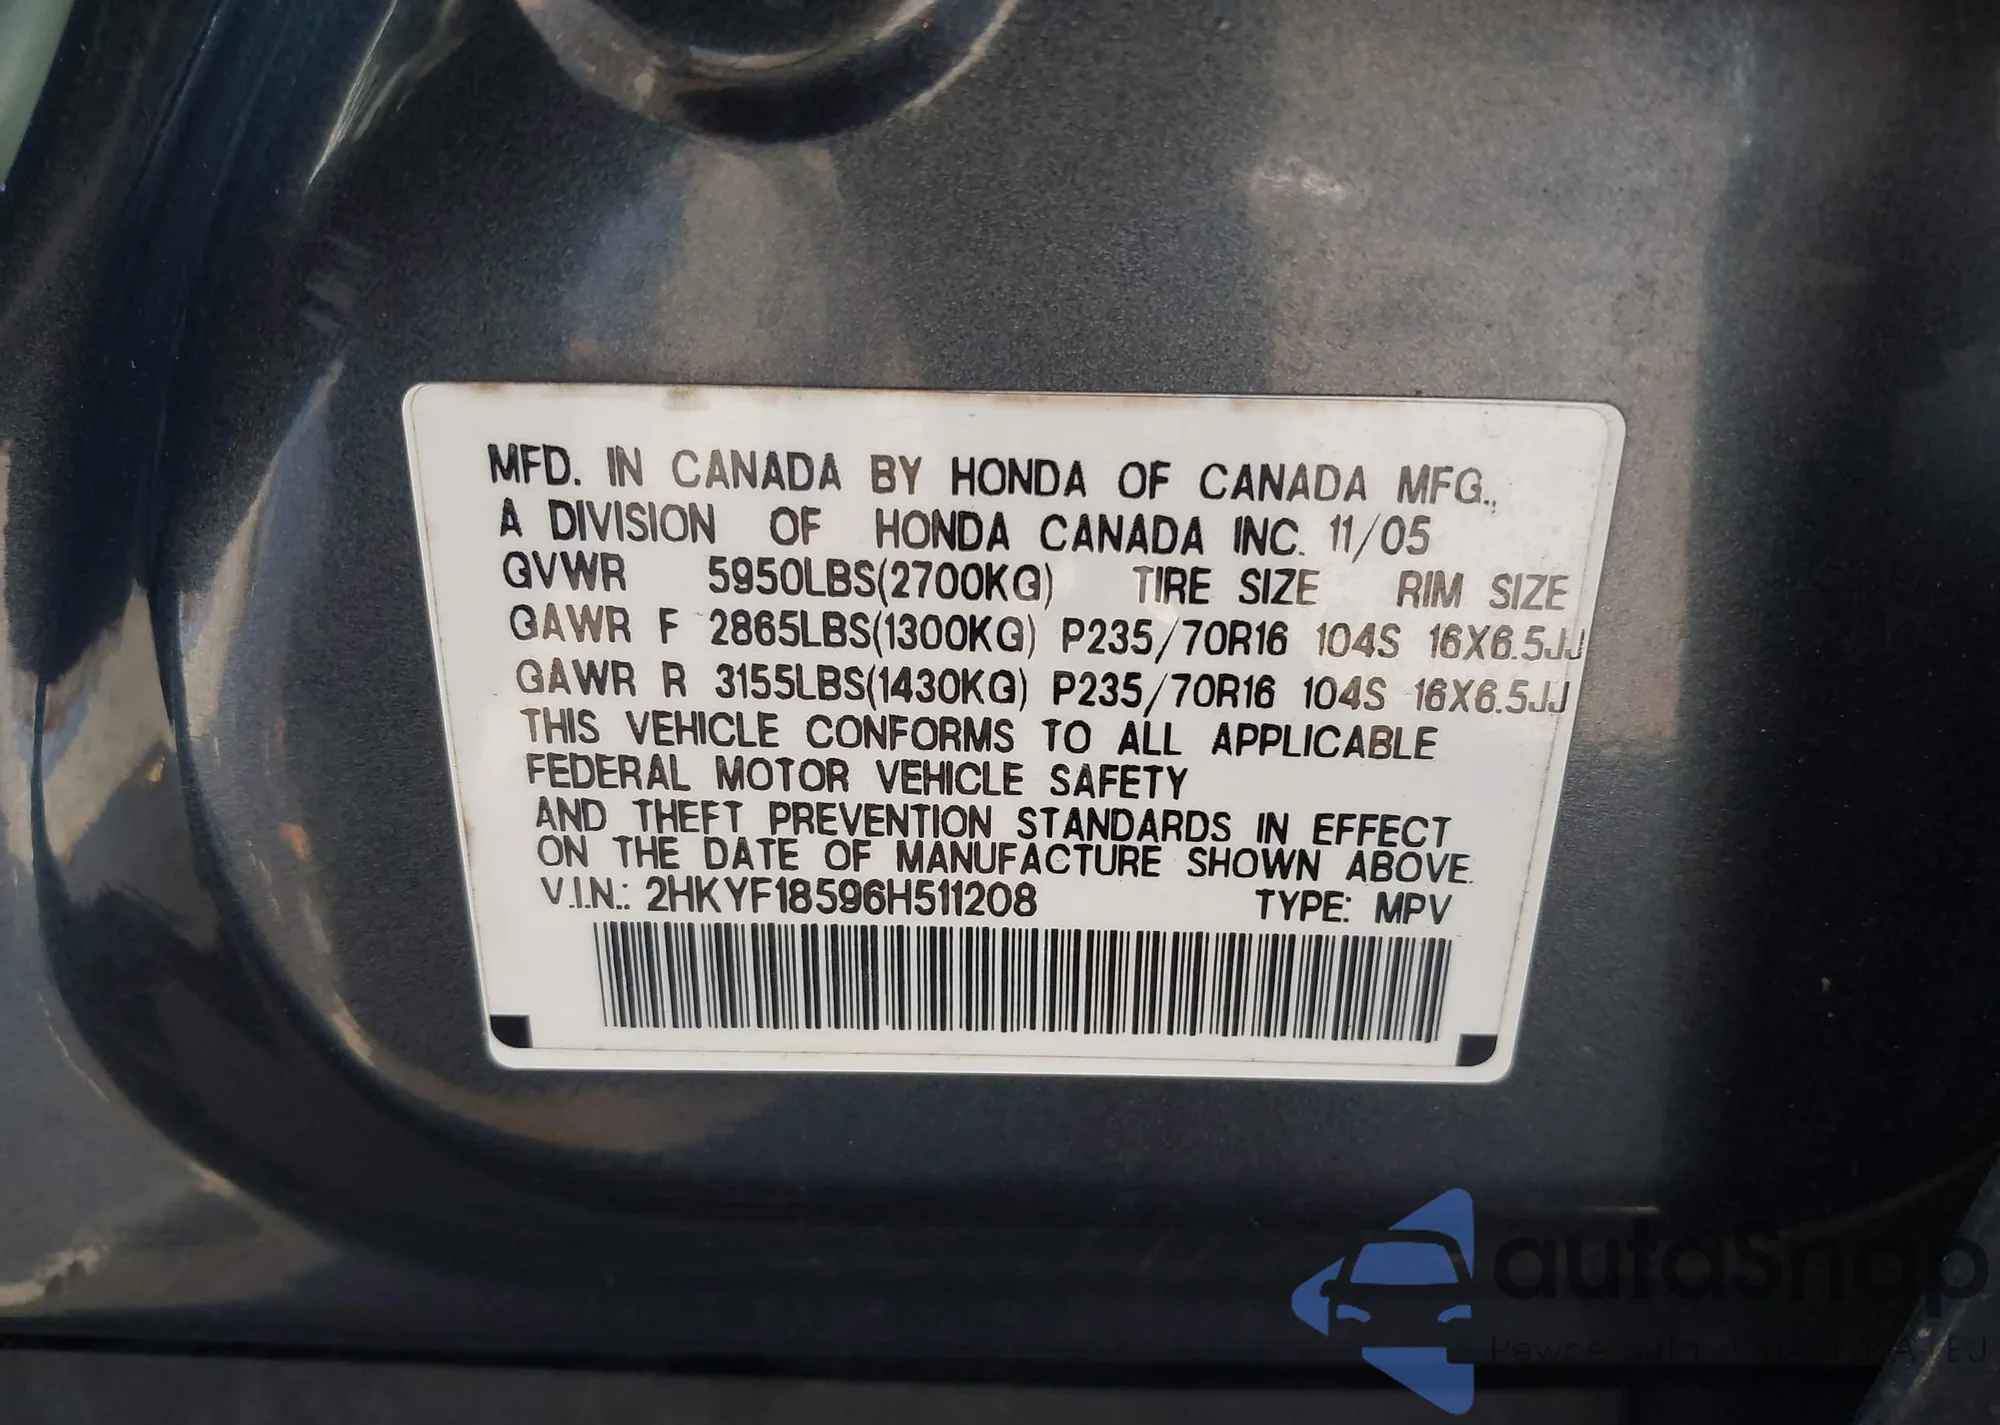 MFD. IN CANADA BY HONDA OF CANADA MFG.,
A DIVISION OF HONDA CANADA INC. 11/05
GVWR 5950LBS(2700KG) TIRE SIZE RIM SIZE
GAWR F 2865LBS(1300KG) P235/70R16 104S 16X6.5JJ
GAWR R 3155LBS(1430KG) P235/70R16 104S 16X6.5JJ
THIS VEHICLE CONFORMS TO ALL APPLICABLE
FEDERAL MOTOR VEHICLE SAFETY
AND THEFT PREVENTION STANDARDS IN EFFECT
ON THE DATE OF MANUFACTURE SHOWN ABOVE.
V.I.N.: 2HKYF18596H511208 TYPE: MPV
autaSnap